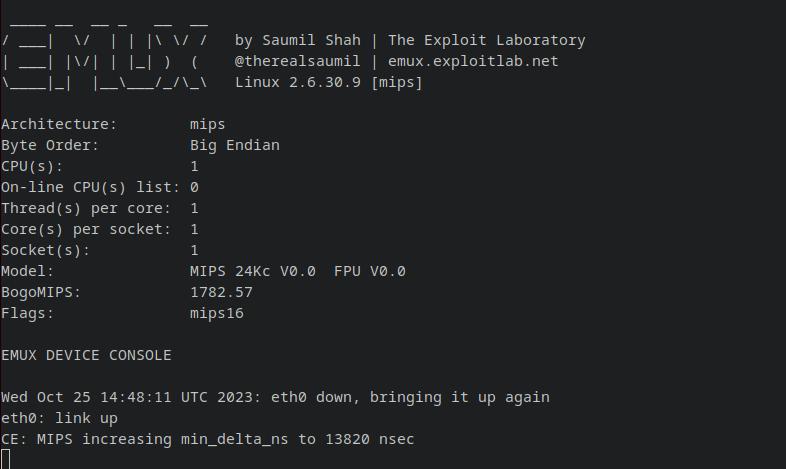 ____ __  __ _   __  __
/ ___|  \/  | | |\ \/ /   by Saumil Shah | The Exploit Laboratory
| ___| |\/| | |_| )  (    @therealsaumil | emux.exploitlab.net
\____|_|  |__\___/_/\_\   Linux 2.6.30.9 [mips]

Architecture:        mips
Byte Order:          Big Endian
CPU(s):              1
On-line CPU(s) list: 0
Thread(s) per core:  1
Core(s) per socket:  1
Socket(s):           1
Model:               MIPS 24Kc V0.0  FPU V0.0
BogoMIPS:            1782.57
Flags:               mips16

EMUX DEVICE CONSOLE

Wed Oct 25 14:48:11 UTC 2023: eth0 down, bringing it up again
eth0: link up
CE: MIPS increasing min_delta_ns to 13820 nsec